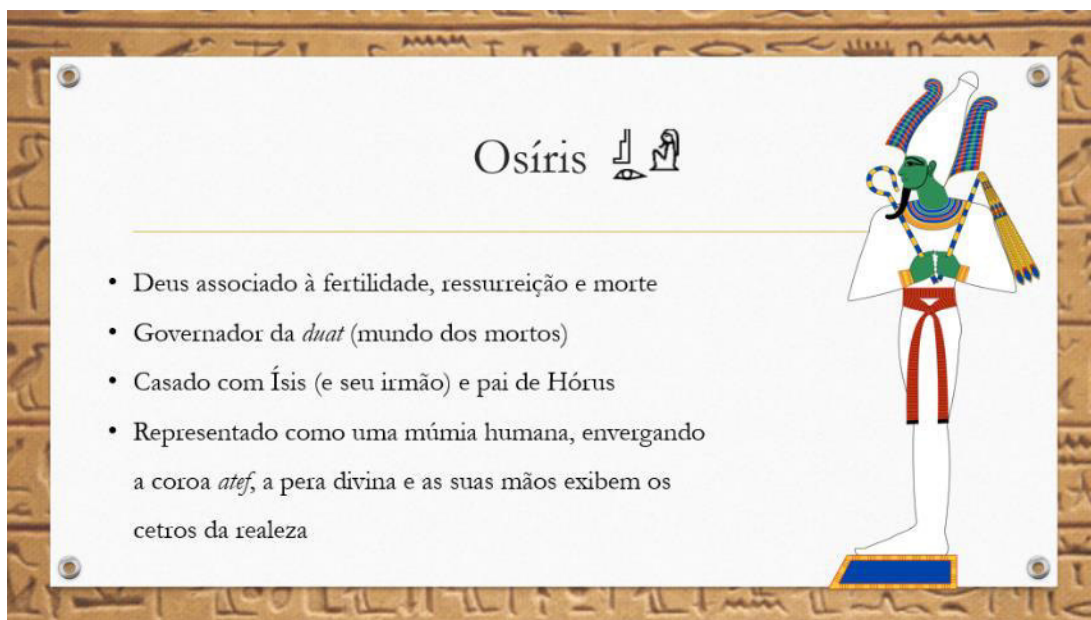 Osíris 𓊨𓁹𓀭
• Deus associado à fertilidade, ressurreição e morte
• Governador da duat (mundo dos mortos)
• Casado com Ísis (e seu irmão) e pai de Hórus
• Representado como uma múmia humana, envergando
a coroa atef, a pera divina e as suas mãos exibem os
cetros da realeza